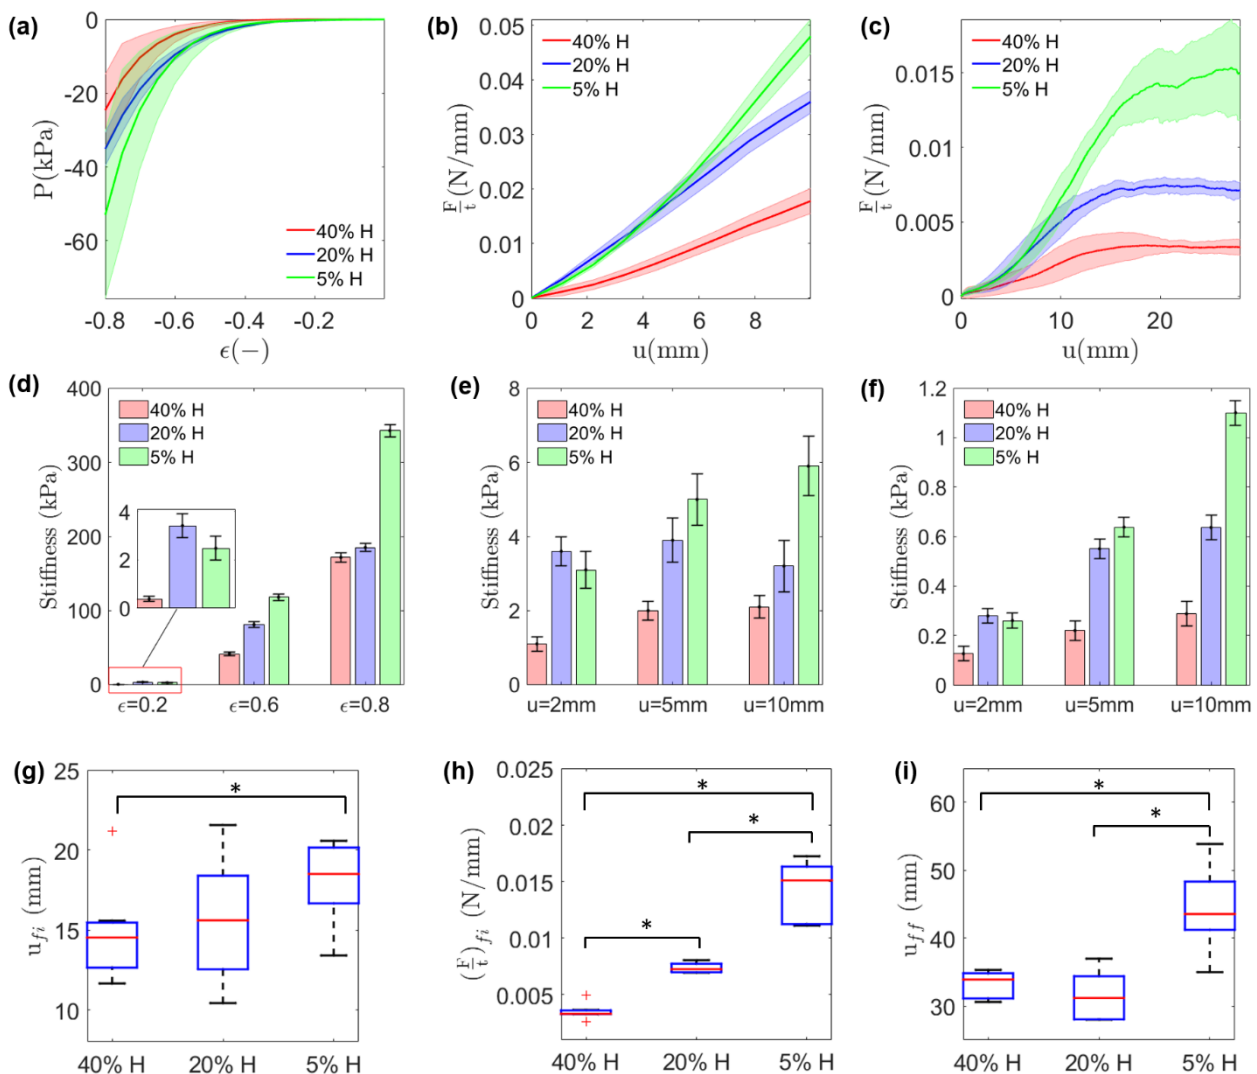 (a)
0
-20
-40
-60
P(kPa)
40% H
20% H
5% H
-0.8
-0.6
-0.4
-0.2
ϵ(−)
(b)
0.05
0.04
0.03
0.02
0.01
0
F/t (N/mm)
40% H
20% H
5% H
0
2
4
6
8
u(mm)
(c)
0.015
0.01
0.005
0
F/t (N/mm)
40% H
20% H
5% H
0
10
20
u(mm)
(d)
400
300
200
100
0
Stiffness (kPa)
40% H
20% H
5% H
4
2
0
ϵ=0.2
ϵ=0.6
ϵ=0.8
(e)
8
6
4
2
0
Stiffness (kPa)
40% H
20% H
5% H
u=2mm
u=5mm
u=10mm
(f)
1.2
1
0.8
0.6
0.4
0.2
0
Stiffness (kPa)
40% H
20% H
5% H
u=2mm
u=5mm
u=10mm
(g)
25
20
15
10
u_fi (mm)
*
40% H
20% H
5% H
(h)
0.025
0.02
0.015
0.01
0.005
(F/t)_fi (N/mm)
*
*
*
40% H
20% H
5% H
(i)
60
50
40
30
u_ff (mm)
*
*
40% H
20% H
5% H